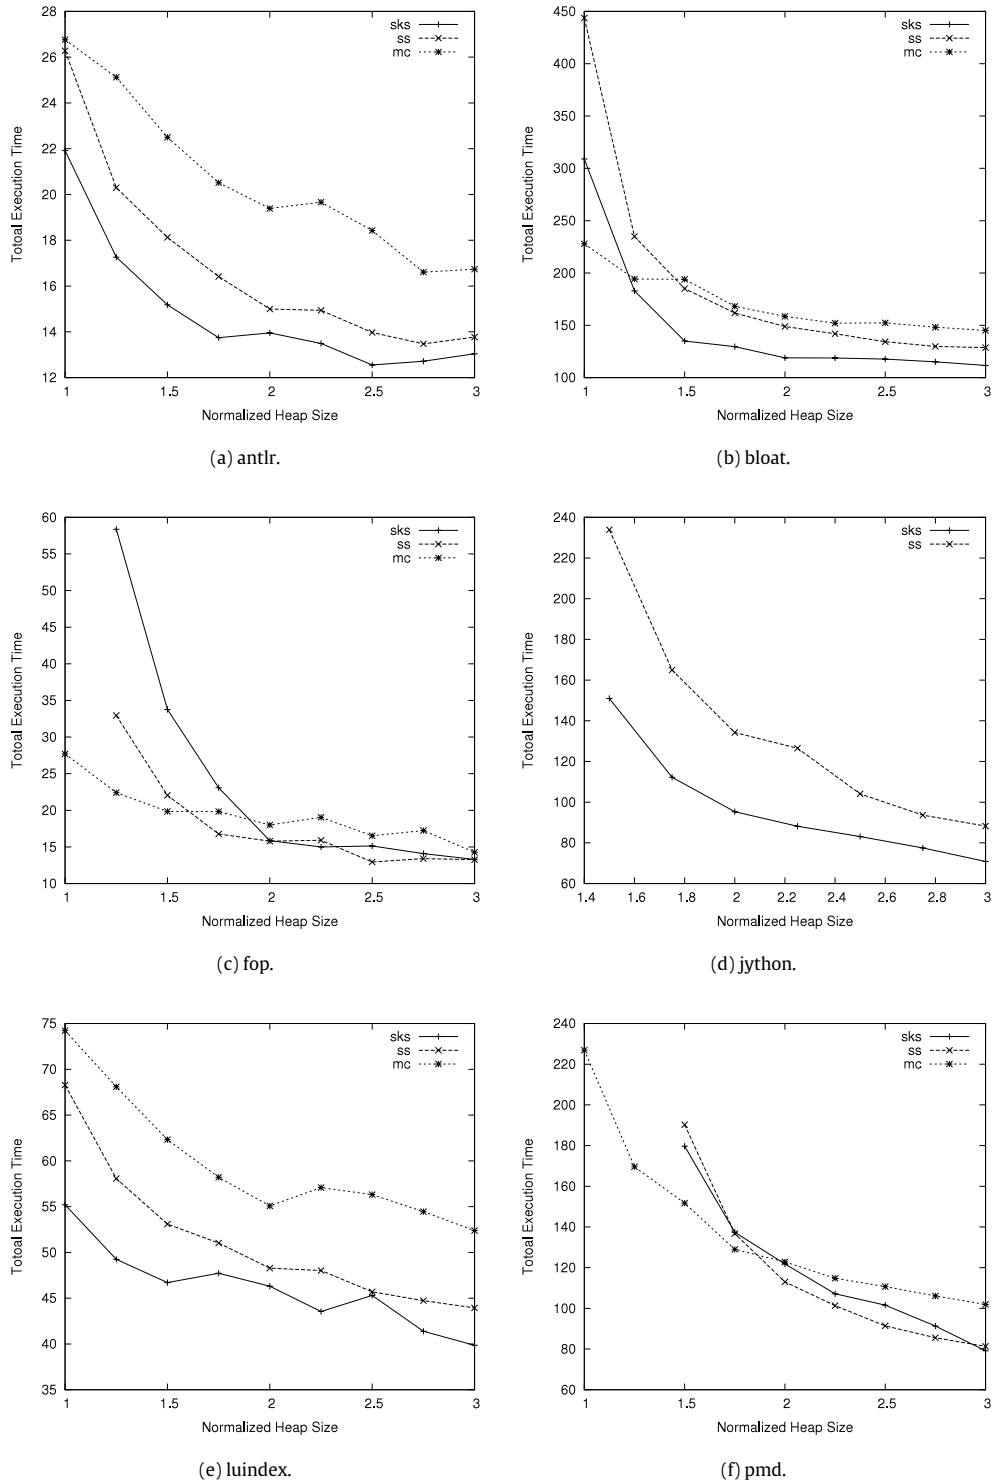 28
26
24
22
20
18
16
14
12
1
1.5
2
2.5
3
Totoal Execution Time
Normalized Heap Size
sks
ss
mc
(a) antlr.
450
400
350
300
250
200
150
100
1
1.5
2
2.5
3
Totoal Execution Time
Normalized Heap Size
sks
ss
mc
(b) bloat.
60
55
50
45
40
35
30
25
20
15
10
1
1.5
2
2.5
3
Totoal Execution Time
Normalized Heap Size
sks
ss
mc
(c) fop.
240
220
200
180
160
140
120
100
80
60
1.4
1.6
1.8
2
2.2
2.4
2.6
2.8
3
Totoal Execution Time
Normalized Heap Size
sks
ss
(d) jython.
75
70
65
60
55
50
45
40
35
1
1.5
2
2.5
3
Totoal Execution Time
Normalized Heap Size
sks
ss
mc
(e) luindex.
240
220
200
180
160
140
120
100
80
60
1
1.5
2
2.5
3
Totoal Execution Time
Normalized Heap Size
sks
ss
mc
(f) pmd.